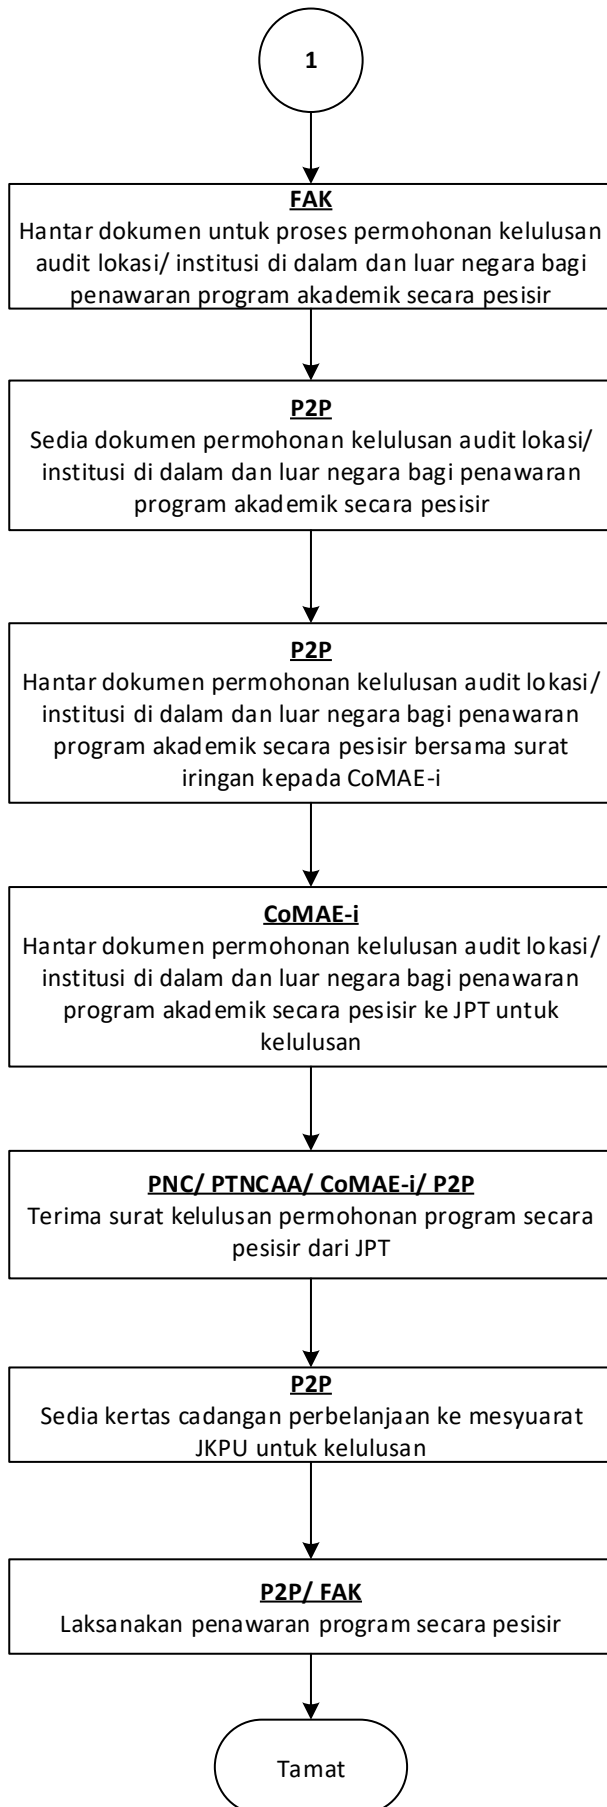 1
FAK
Hantar dokumen untuk proses permohonan kelulusan
audit lokasi/ institusi di dalam dan luar negara bagi
penawaran program akademik secara pesisir
P2P
Sedia dokumen permohonan kelulusan audit lokasi/
institusi di dalam dan luar negara bagi penawaran
program akademik secara pesisir
P2P
Hantar dokumen permohonan kelulusan audit lokasi/
institusi di dalam dan luar negara bagi penawaran
program akademik secara pesisir bersama surat
iringan kepada CoMAE-i
CoMAE-i
Hantar dokumen permohonan kelulusan audit lokasi/
institusi di dalam dan luar negara bagi penawaran
program akademik secara pesisir ke JPT untuk
kelulusan
PNC/ PTNCAA/ CoMAE-i/ P2P
Terima surat kelulusan permohonan program secara
pesisir dari JPT
P2P
Sedia kertas cadangan perbelanjaan ke mesyuarat
JKPU untuk kelulusan
P2P/ FAK
Laksanakan penawaran program secara pesisir
Tamat